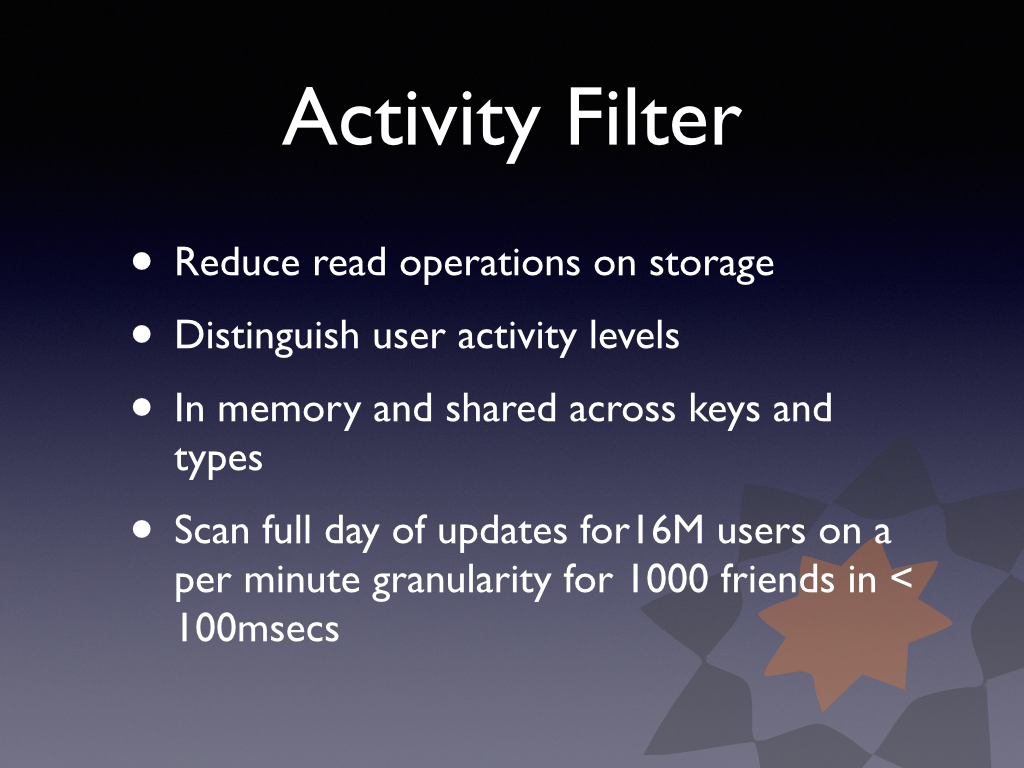 Activity Filter
• Reduce read operations on storage
• Distinguish user activity levels
• In memory and shared across keys and
types
• Scan full day of updates for16M users on a
per minute granularity for 1000 friends in <
100msecs